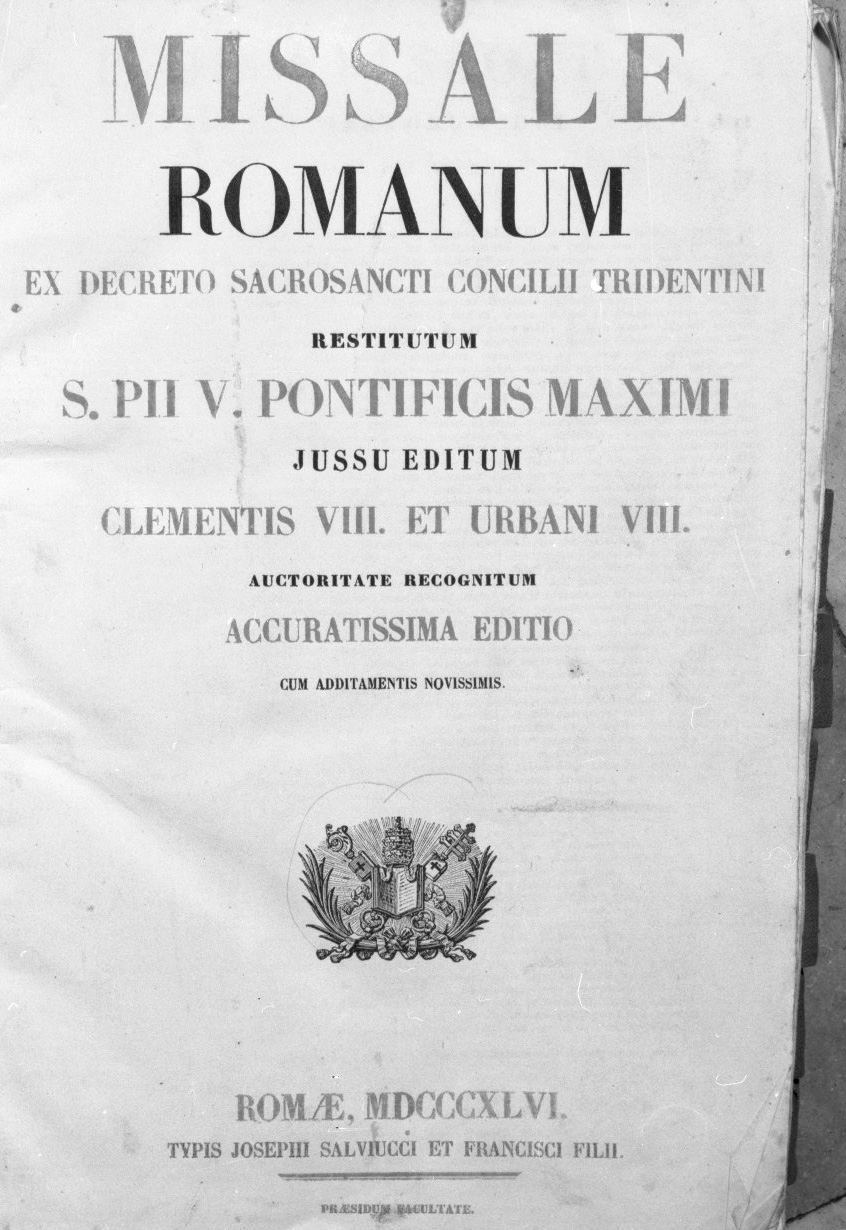 MISSALE
ROMANUM
EX DECRETO SACROSANCTI CONCILII TRIDENTINI
RESTITUTUM
S. PII V. PONTIFICIS MAXIMI
JUSSU EDITUM
CLEMENTIS VIII. ET URBANI VIII.
AUCTORITATE RECOGNITUM
ACCURATISSIMA EDITIO
CUM ADDITAMENTIS NOVISSIMIS.
ROMÆ, MDCCCXLVI.
TYPIS JOSEPHI SALVIUCCI ET FRANCISCI FILII.
PRÆSIDUM FACULTATE.